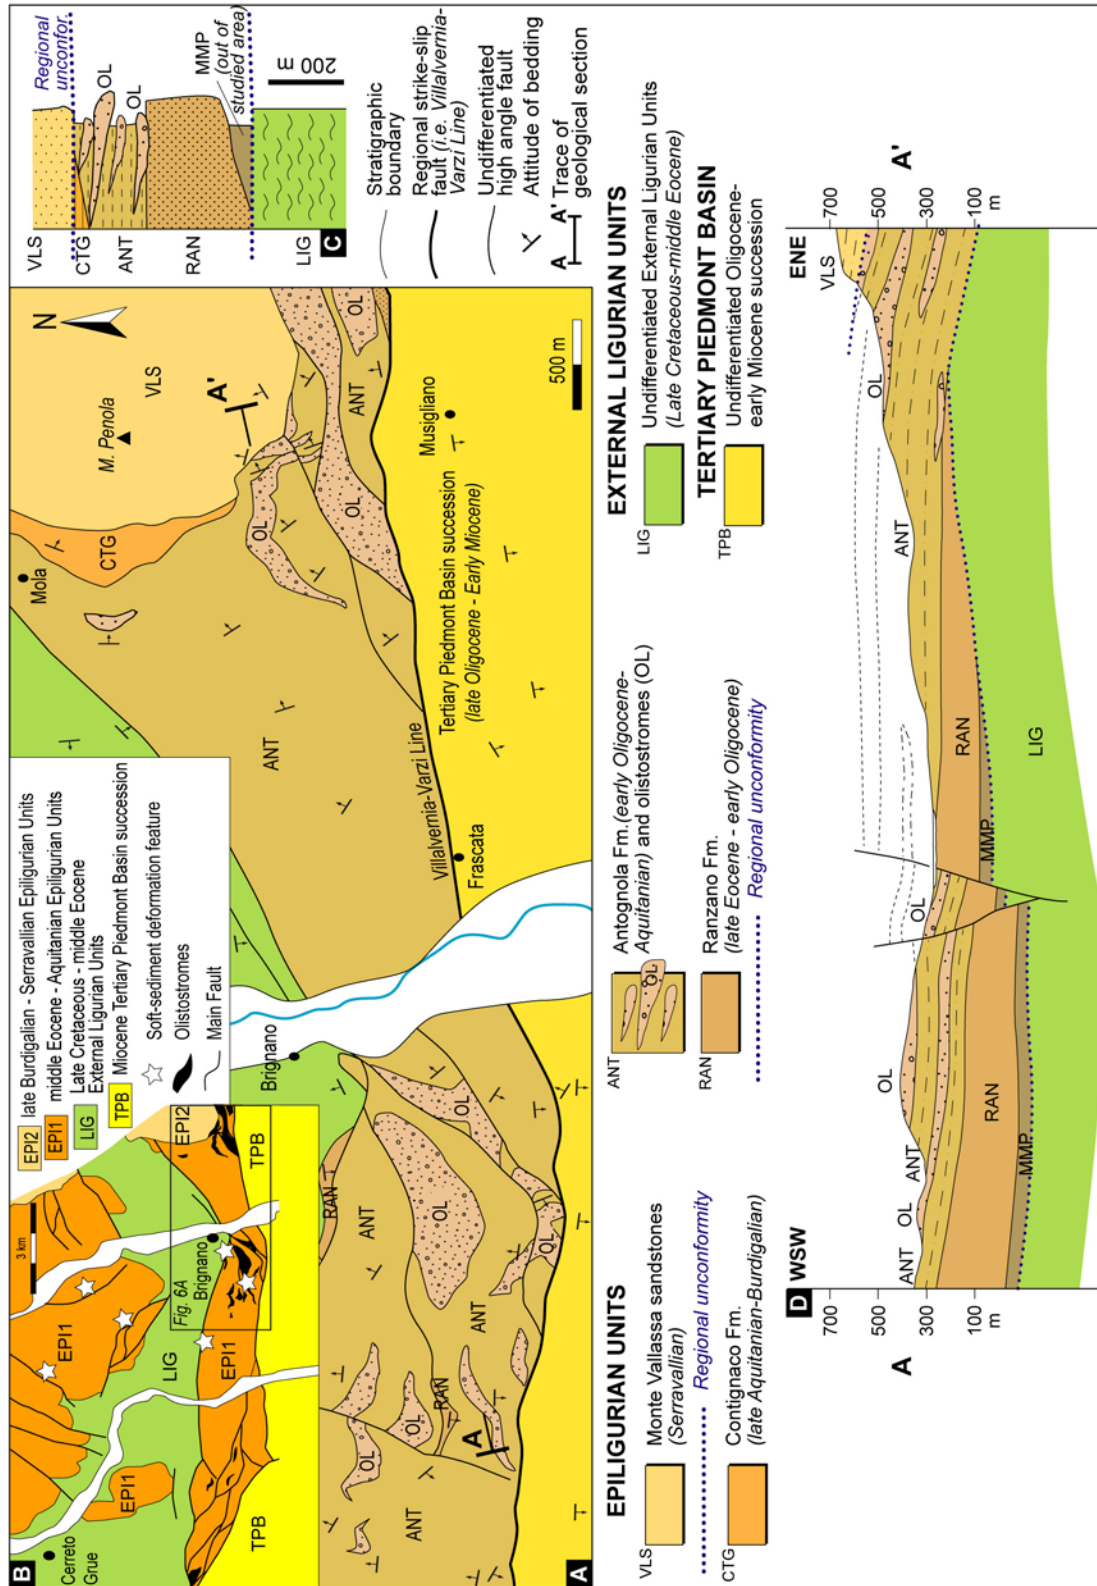 B
Cerreto
Grue
EPI1
EPI1
EPI1
LIG
TPB
TPB
3 km
Fig. 6A
Brignano
EPI2
EPI2
late Burdigalian - Serravallian Epiligurian Units
EPI1
middle Eocene - Aquitanian Epiligurian Units
LIG
Late Cretaceous - middle Eocene
External Ligurian Units
TPB
Miocene Tertiary Piedmont Basin succession
Soft-sediment deformation feature
Olistostromes
Main Fault
A
ANT
OL
OL
RAN
A
ANT
OL
ANT
RAN
OL
OL
Brignano
Frascata
Villalvernia-Varzi Line
ANT
Tertiary Piedmont Basin succession
(late Oligocene - Early Miocene)
Mola
CTG
M. Penola
VLS
A'
OL
OL
ANT
OL
Musigliano
N
500 m
C
VLS
CTG
ANT
RAN
LIG
Regional
unconfor.
OL
OL
MMP
(out of
studied area)
200 m
Stratigraphic
boundary
Regional strike-slip
fault (i.e. Villalvernia-
Varzi Line)
Undifferentiated
high angle fault
Attitude of bedding
A A' Trace of
geological section
EPILIGURIAN UNITS
VLS
Monte Vallassa sandstones
(Serravallian)
Regional unconformity
CTG
Contignaco Fm.
(late Aquitanian-Burdigalian)
ANT
OL
Antognola Fm.(early Oligocene-
Aquitanian) and olistostromes (OL)
RAN
Ranzano Fm.
(late Eocene - early Oligocene)
Regional unconformity
EXTERNAL LIGURIAN UNITS
LIG
Undifferentiated External Ligurian Units
(Late Cretaceous-middle Eocene)
TERTIARY PIEDMONT BASIN
TPB
Undifferentiated Oligocene-
early Miocene succession
D WSW
ENE
A
A'
700
500
300
100
m
ANT
OL
ANT
OL
RAN
MMP
OL
MMP
RAN
LIG
ANT
OL
VLS
700
500
300
100
m